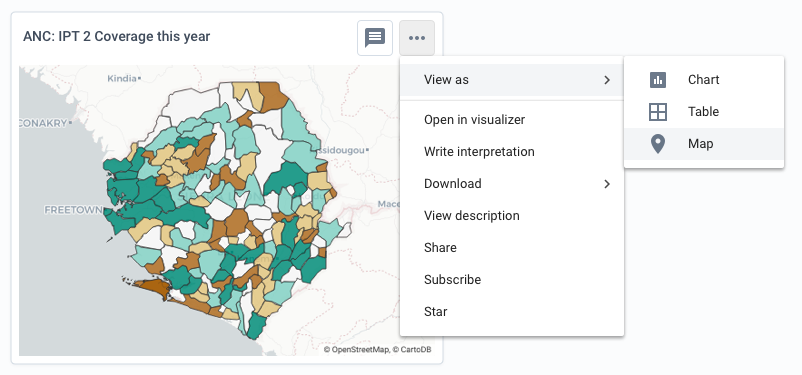 ANC: IPT 2 Coverage this year
View as
Chart
Table
Map
Open in visualizer
Write interpretation
Download
View description
Share
Subscribe
Star
Kindia
CONAKRY
ssidougou
FREETOWN
Mace
© OpenStreetMap, © CartoDB